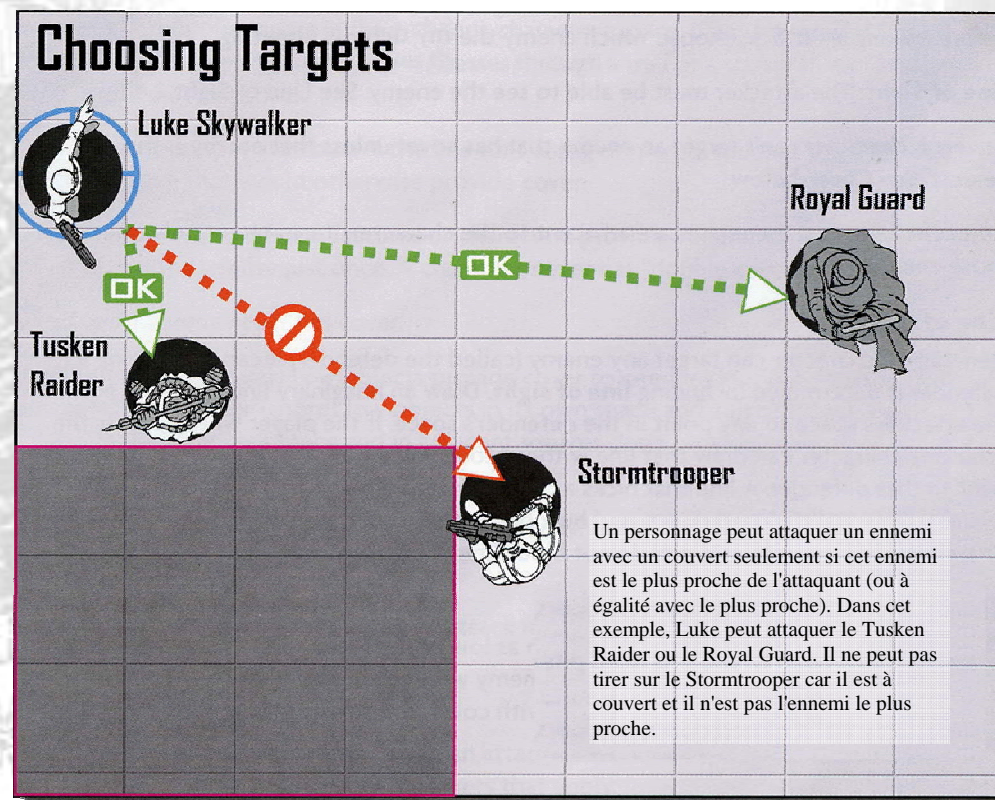 Choosing Targets
Luke Skywalker
Royal Guard
OK
OK
Tusken
Raider
Stormtrooper
Un personnage peut attaquer un ennemi
avec un couvert seulement si cet ennemi
est le plus proche de l'attaquant (ou à
égalité avec le plus proche). Dans cet
exemple, Luke peut attaquer le Tusken
Raider ou le Royal Guard. Il ne peut pas
tirer sur le Stormtrooper car il est à
couvert et il n'est pas l'ennemi le plus
proche.